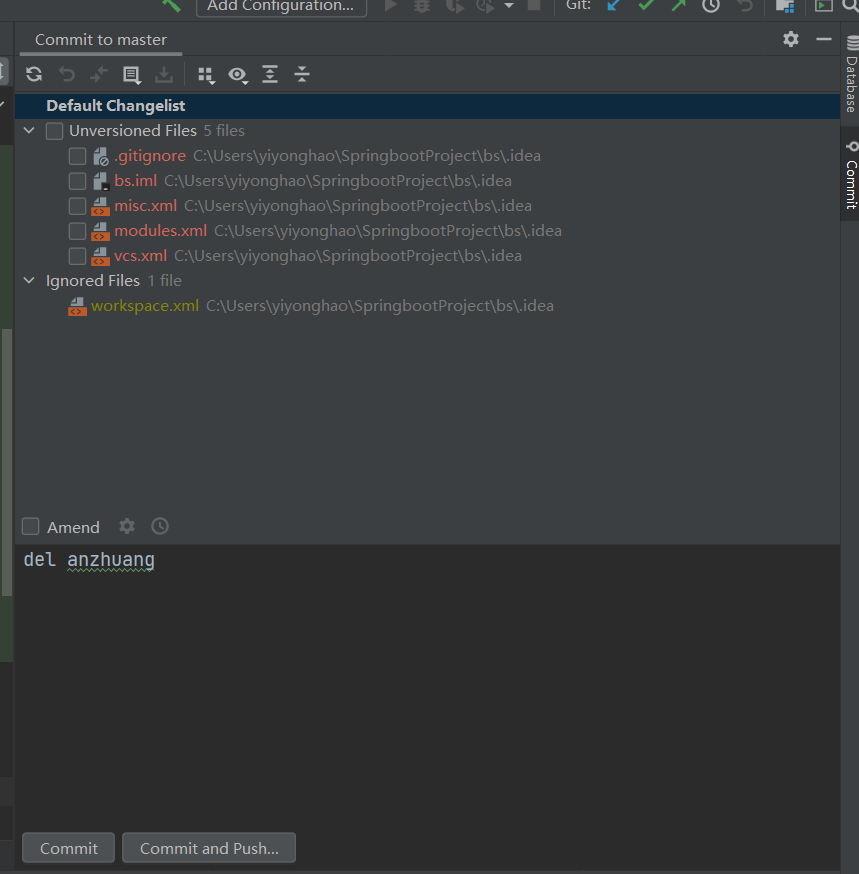 Add Configuration...
Git:
Commit to master
Default Changelist
Unversioned Files 5 files
.gitignore C:\Users\yiyonghao\SpringbootProject\bs\.idea
bs.iml C:\Users\yiyonghao\SpringbootProject\bs\.idea
misc.xml C:\Users\yiyonghao\SpringbootProject\bs\.idea
modules.xml C:\Users\yiyonghao\SpringbootProject\bs\.idea
vcs.xml C:\Users\yiyonghao\SpringbootProject\bs\.idea
Ignored Files 1 file
workspace.xml C:\Users\yiyonghao\SpringbootProject\bs\.idea
Amend
del anzhuang
Commit
Commit and Push...
Database
Commit